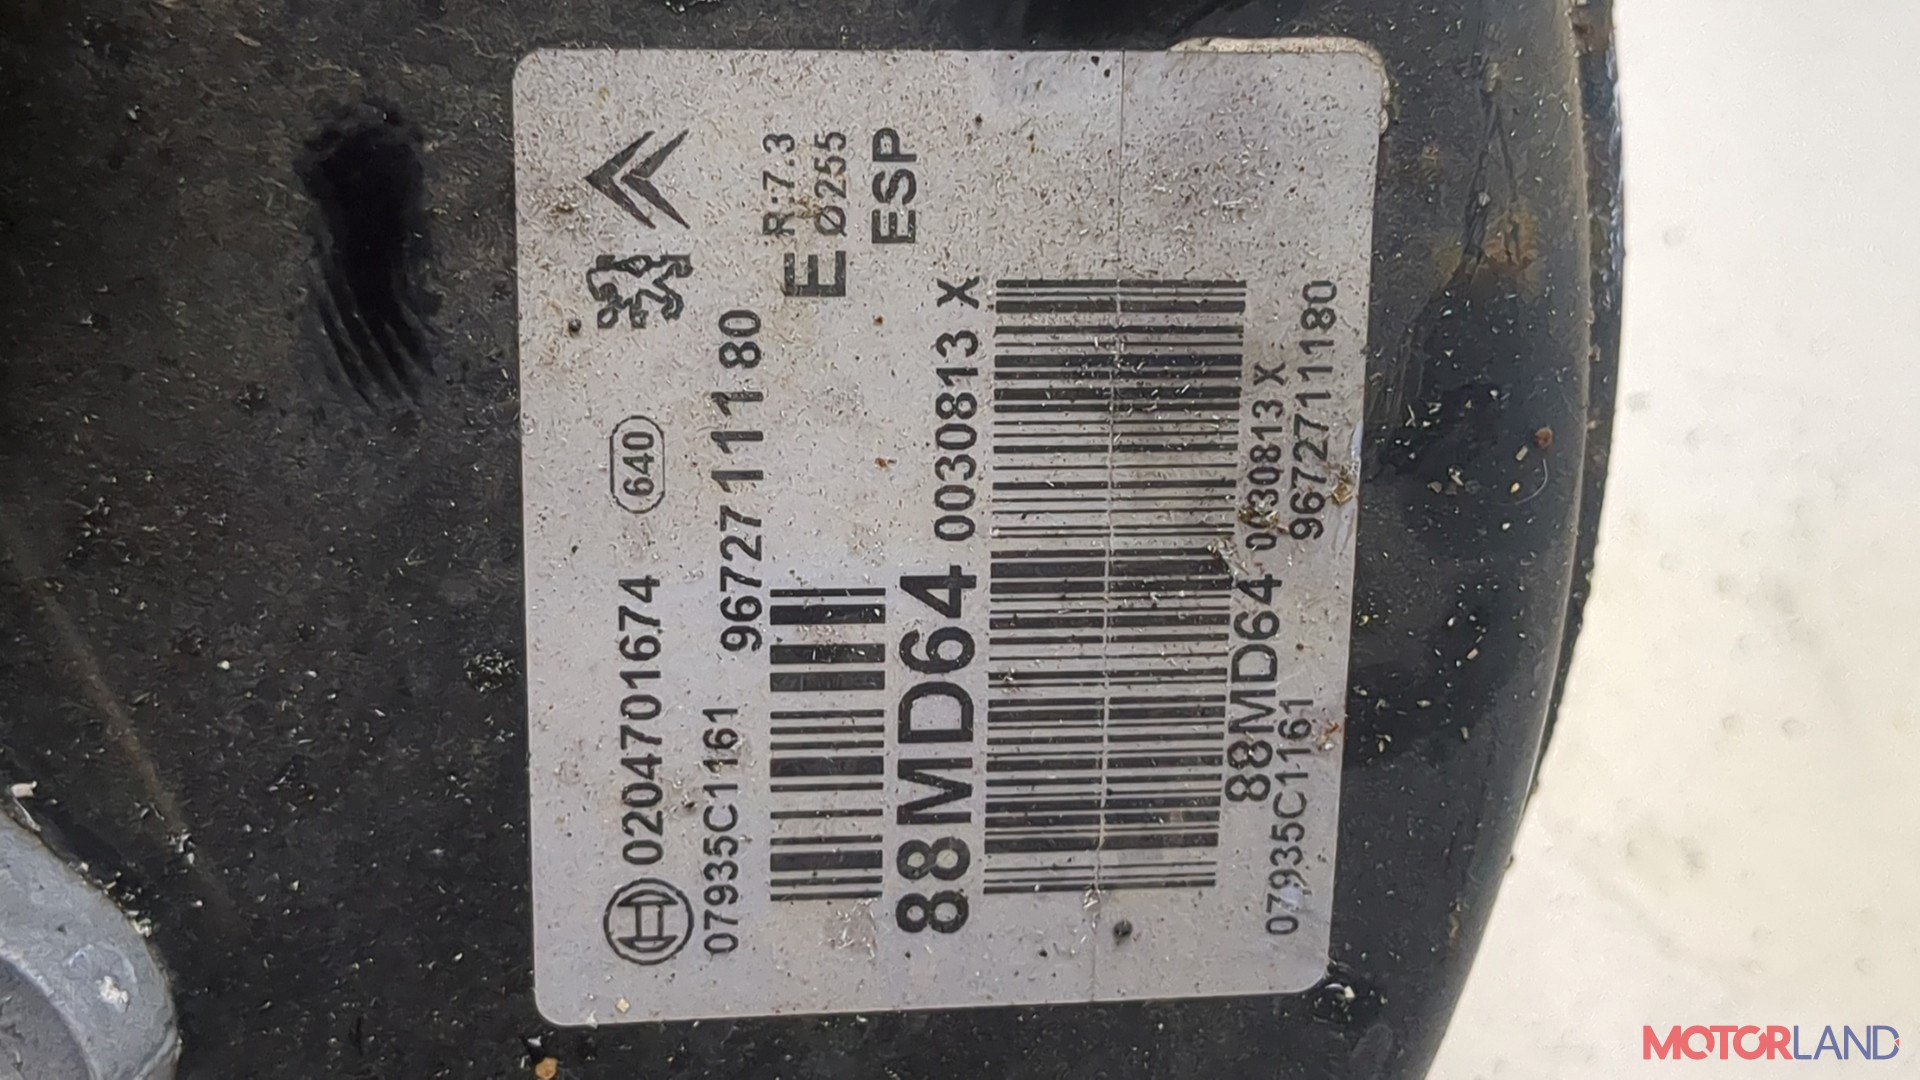 0204701674 640
07935C1161 9672711180
R:7.3
E Ø255
ESP
88MD64 0030813 X
88MD64 0030813 X
07935C1161 9672711180
MOTORLAND